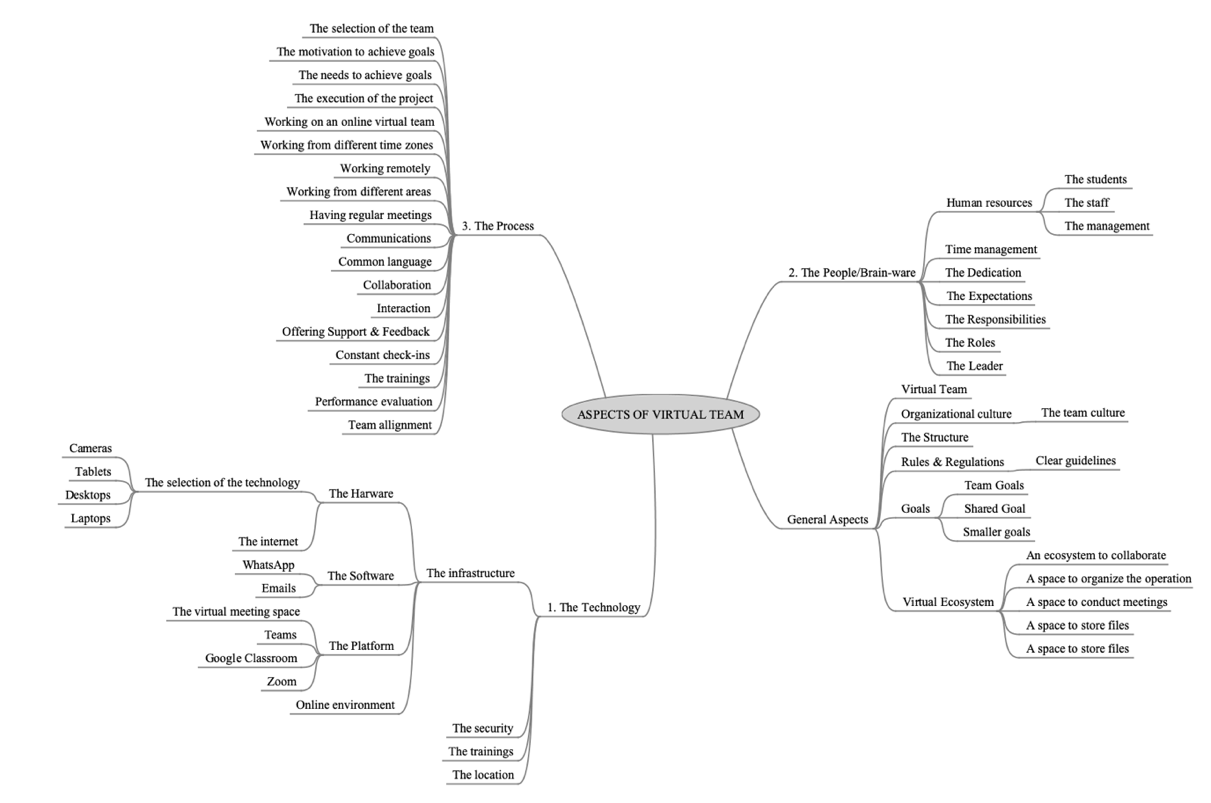 The selection of the team
The motivation to achieve goals
The needs to achieve goals
The execution of the project
Working on an online virtual team
Working from different time zones
Working remotely
Working from different areas
Having regular meetings
Communications
Common language
Collaboration
Interaction
Offering Support & Feedback
Constant check-ins
The trainings
Performance evaluation
Team allignment
3. The Process
The students
Human resources
The staff
The management
Time management
2. The People/Brain-ware
The Dedication
The Expectations
The Responsibilities
The Roles
The Leader
ASPECTS OF VIRTUAL TEAM
Virtual Team
Organizational culture
The team culture
The Structure
Rules & Regulations
Clear guidelines
Team Goals
Goals
Shared Goal
Smaller goals
General Aspects
An ecosystem to collaborate
A space to organize the operation
Virtual Ecosystem
A space to conduct meetings
A space to store files
A space to store files
Cameras
Tablets
The selection of the technology
Desktops
Laptops
The Harware
The internet
WhatsApp
The Software
Emails
The infrastructure
1. The Technology
The virtual meeting space
Teams
The Platform
Google Classroom
Zoom
Online environment
The security
The trainings
The location